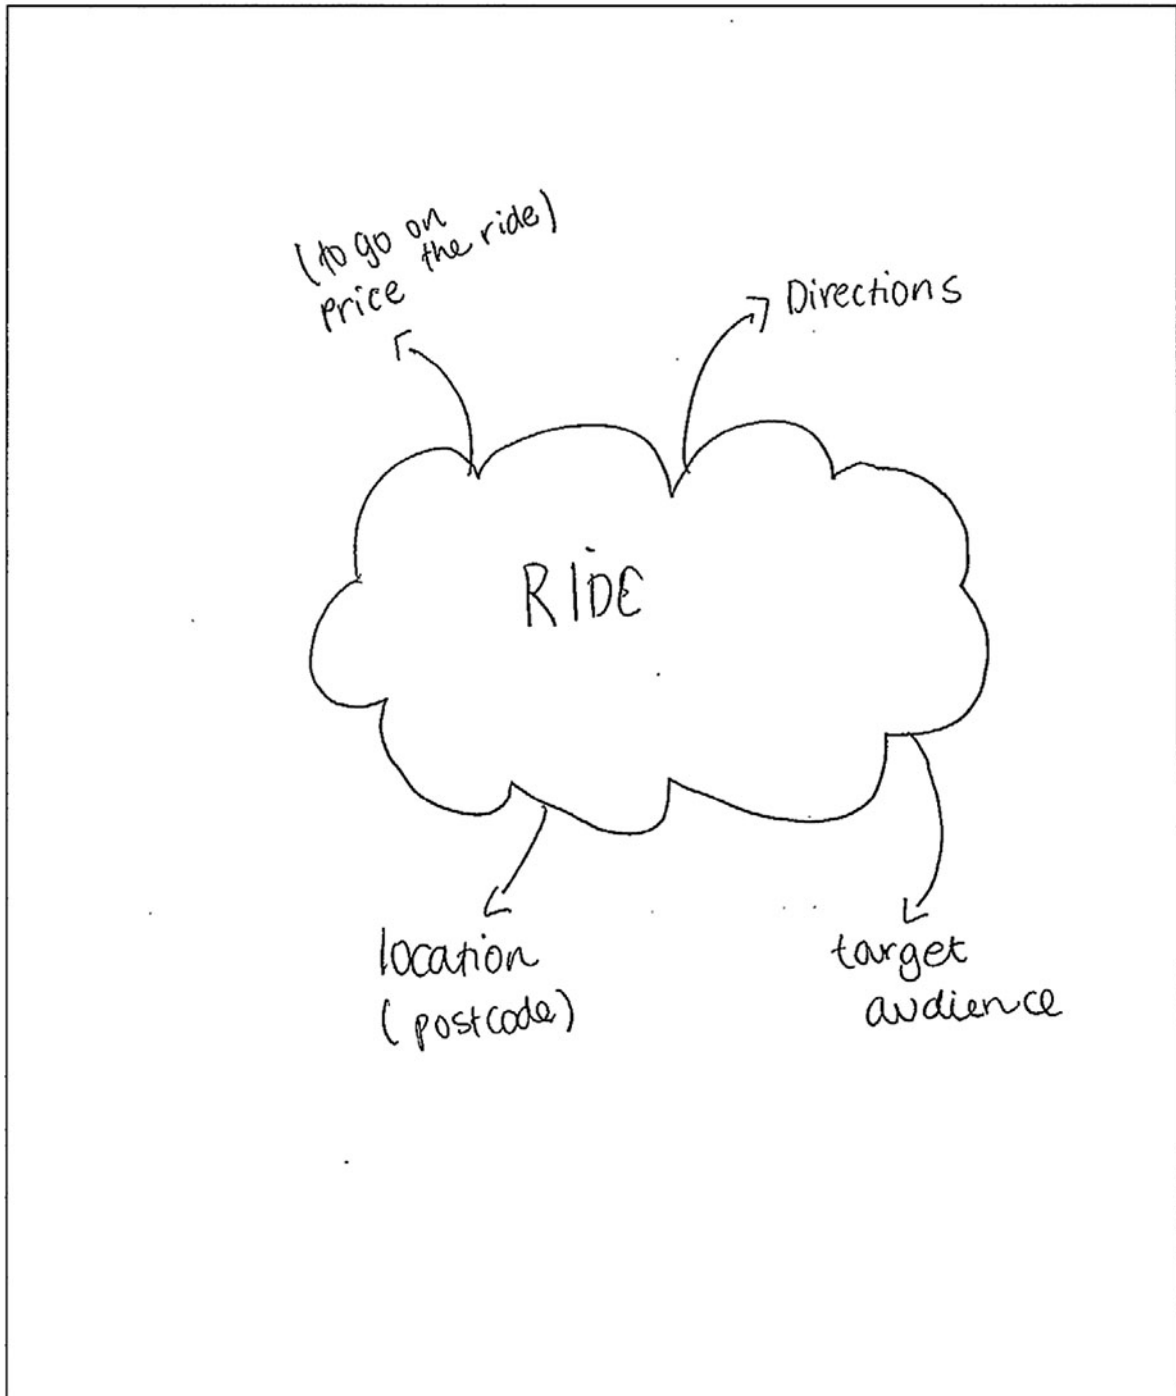 (to go on
the ride)
price
Directions
RIDE
location
(postcode)
target
audience